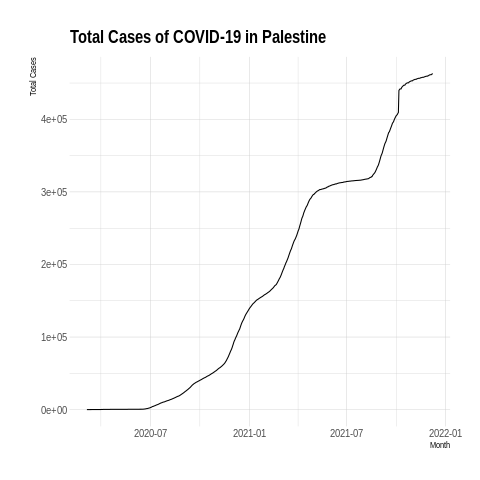 Total Cases of COVID-19 in Palestine
Total Cases
4e+05
3e+05
2e+05
1e+05
0e+00
2020-07 2021-01 2021-07 2022-01
Month